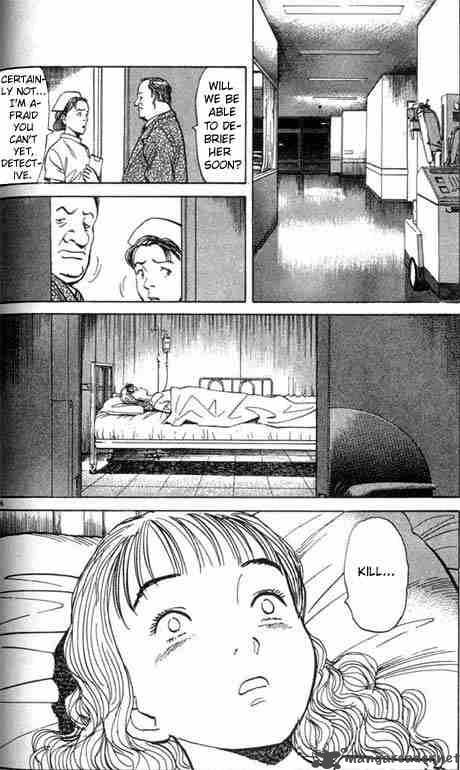 WILL
WE BE
ABLE
TO DE-
BRIEF
HER
SOON?
CERTAIN-
LY NOT...
I'M A-
FRAID
YOU
CAN'T
YET,
DETECT-
IVE.
KILL...
mangareader.net